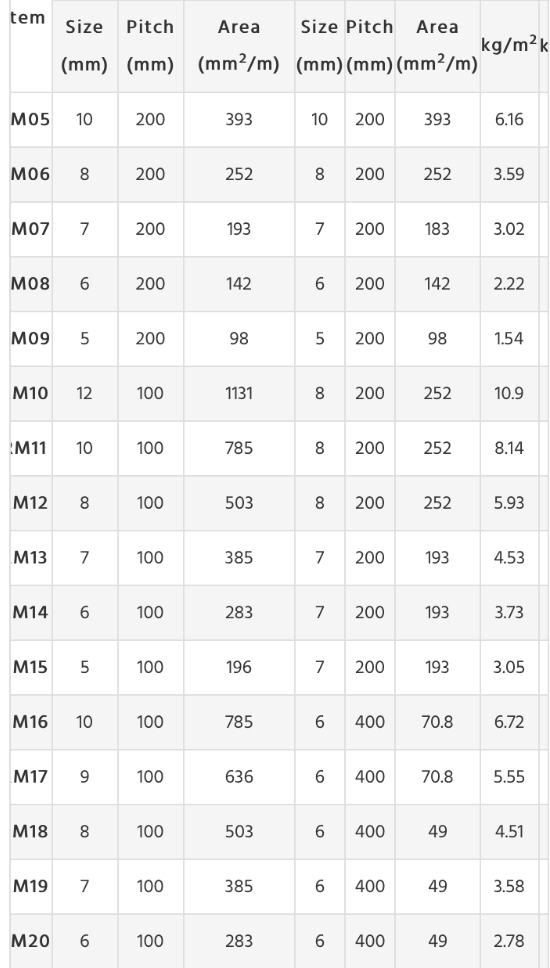 tem Size (mm) Pitch (mm) Area (mm²/m) Size (mm) Pitch (mm) Area (mm²/m) kg/m² k
M05 10 200 393 10 200 393 6.16
M06 8 200 252 8 200 252 3.59
M07 7 200 193 7 200 183 3.02
M08 6 200 142 6 200 142 2.22
M09 5 200 98 5 200 98 1.54
M10 12 100 1131 8 200 252 10.9
M11 10 100 785 8 200 252 8.14
M12 8 100 503 8 200 252 5.93
M13 7 100 385 7 200 193 4.53
M14 6 100 283 7 200 193 3.73
M15 5 100 196 7 200 193 3.05
M16 10 100 785 6 400 70.8 6.72
M17 9 100 636 6 400 70.8 5.55
M18 8 100 503 6 400 49 4.51
M19 7 100 385 6 400 49 3.58
M20 6 100 283 6 400 49 2.78